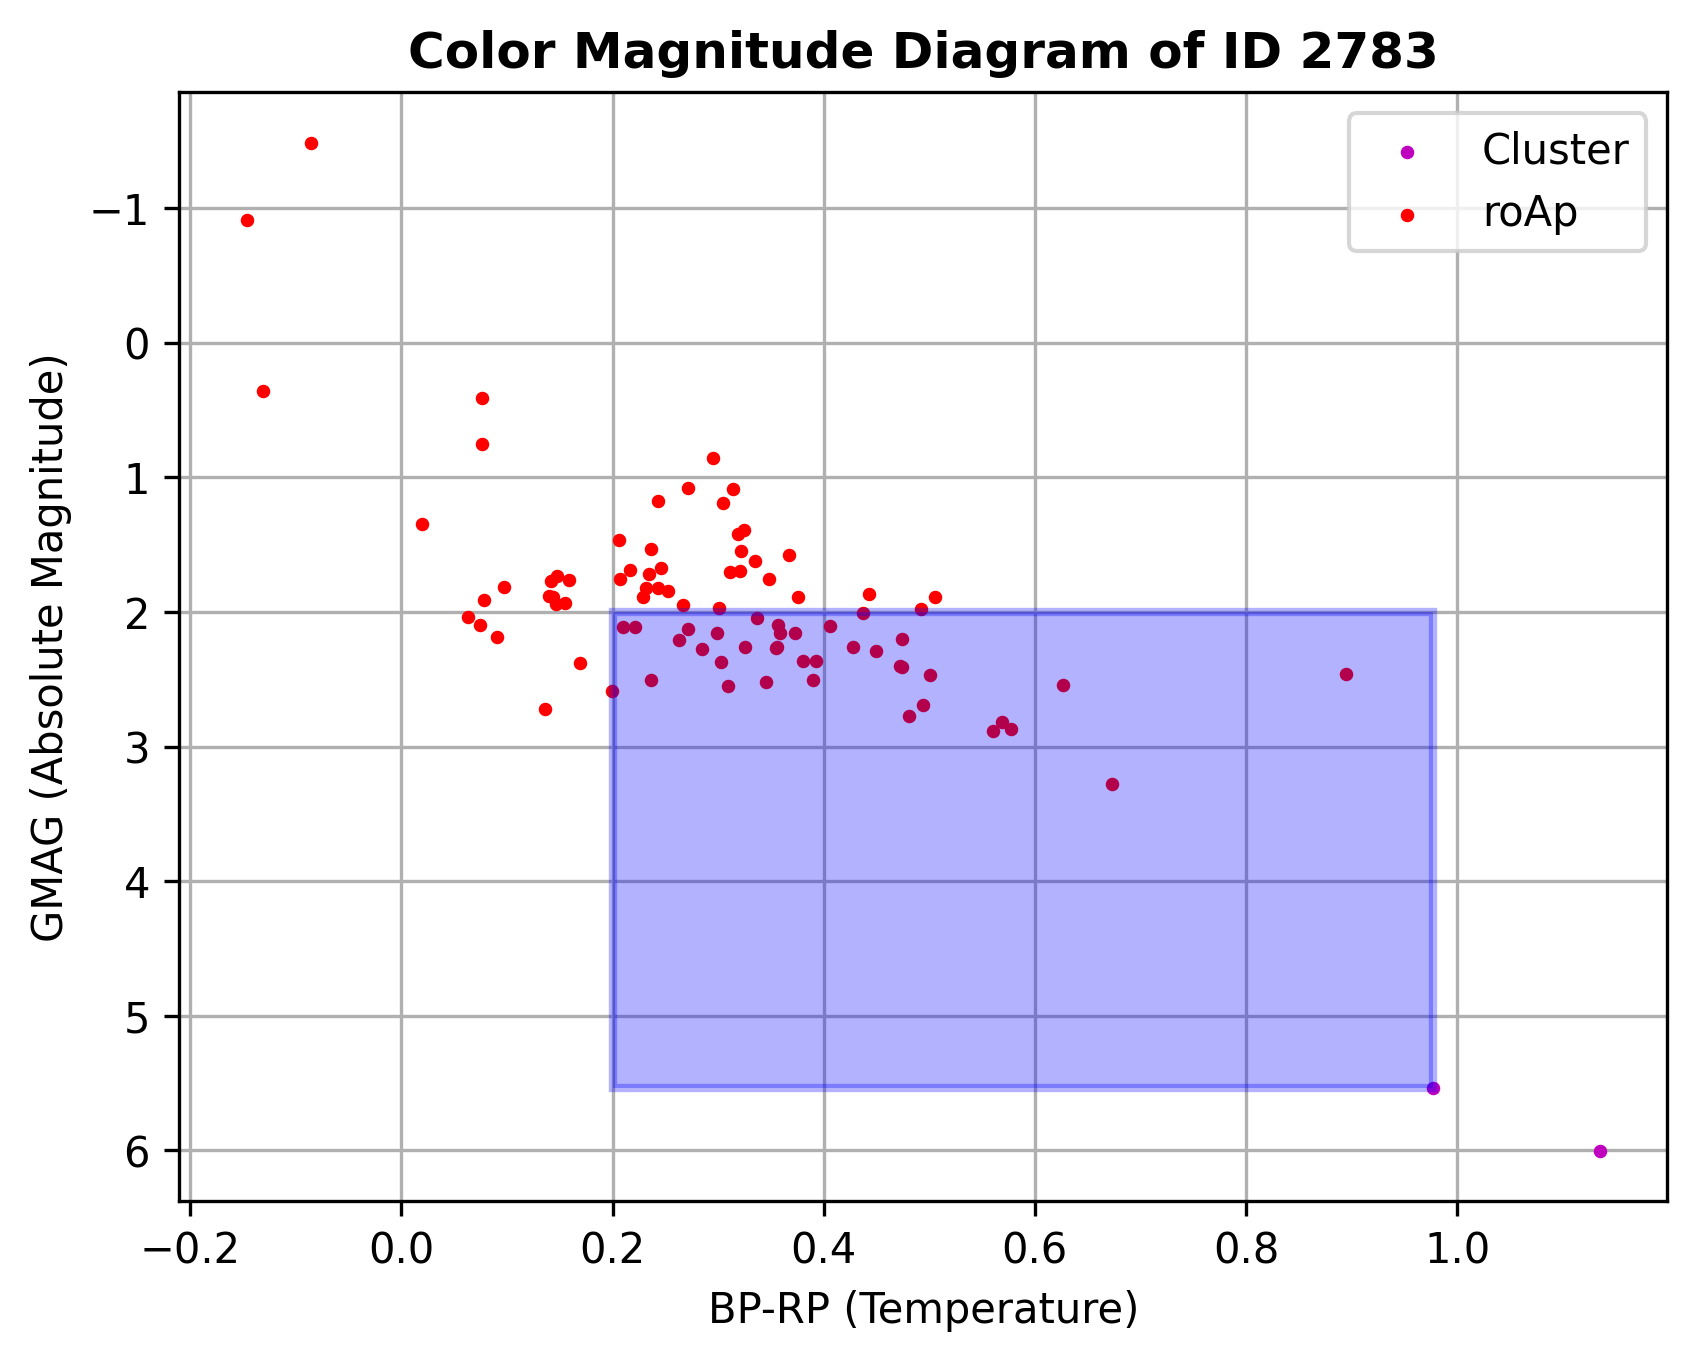 Color Magnitude Diagram of ID 2783
Cluster
roAp
GMAG (Absolute Magnitude)
−1
0
1
2
3
4
5
6
−0.2 0.0 0.2 0.4 0.6 0.8 1.0
BP-RP (Temperature)